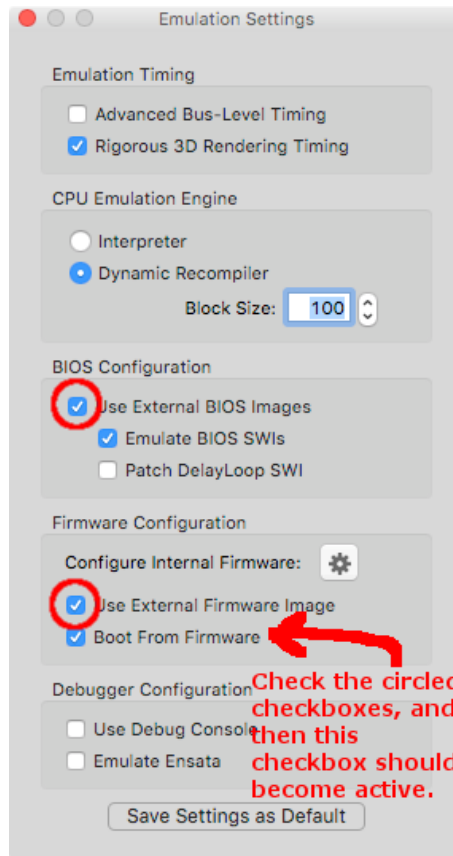 Emulation Settings
Emulation Timing
Advanced Bus-Level Timing
Rigorous 3D Rendering Timing
CPU Emulation Engine
Interpreter
Dynamic Recompiler
Block Size: 100
BIOS Configuration
Use External BIOS Images
Emulate BIOS SWIs
Patch DelayLoop SWI
Firmware Configuration
Configure Internal Firmware:
Use External Firmware Image
Boot From Firmware
Check the circled
checkboxes, and
then this
checkbox should
become active.
Debugger Configuration
Use Debug Console
Emulate Ensata
Save Settings as Default